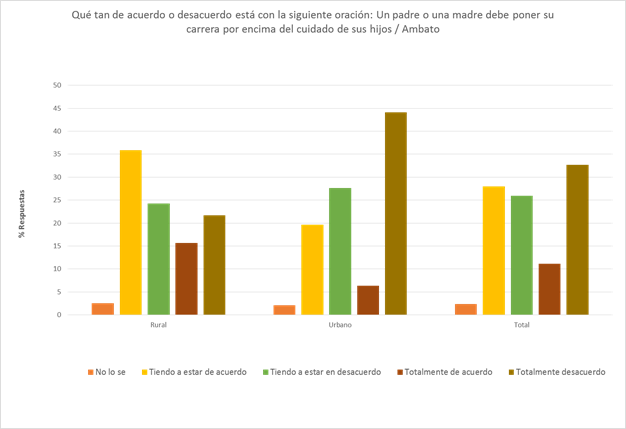 Qué tan de acuerdo o desacuerdo está con la siguiente oración: Un padre o una madre debe poner su
carrera por encima del cuidado de sus hijos / Ambato
50
45
40
35
30
25
20
15
10
5
0
% Respuestas
Rural Urbano Total
No lo se Tiendo a estar de acuerdo Tiendo a estar en desacuerdo Totalmente de acuerdo Totalmente desacuerdo